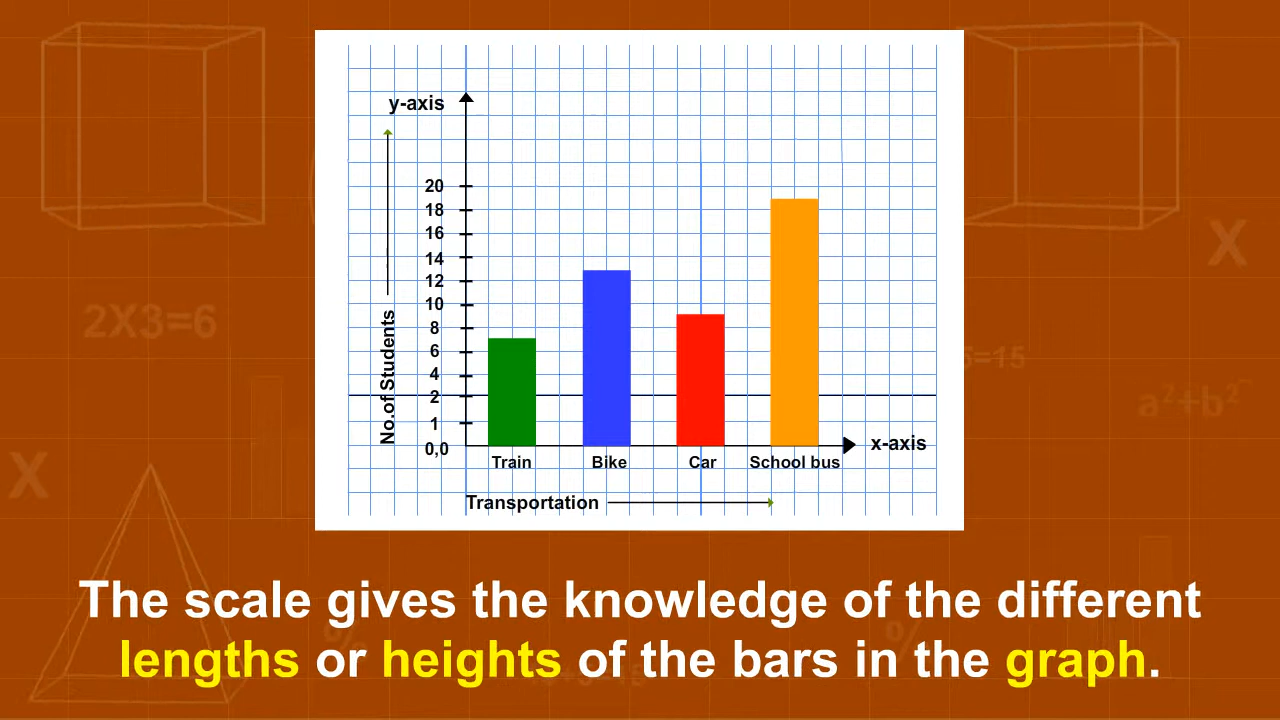 y-axis
20
18
16
14
12
10
8
6
4
2
1
0,0
No.of Students
x-axis
Train Bike Car School bus
Transportation
2X3=6
X
X
5=15
a²+b²
The scale gives the knowledge of the different
lengths or heights of the bars in the graph.